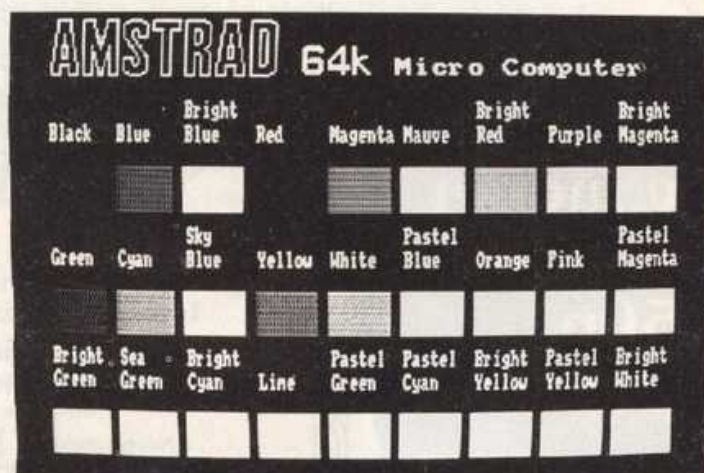 AMSTRAD 64k Micro Computer
Bright Bright Bright
Black Blue Blue Red Magenta Mauve Red Purple Magenta
Sky Pastel Pastel
Green Cyan Blue Yellow White Blue Orange Pink Magenta
Bright Sea Bright Pastel Pastel Bright Pastel Bright
Green Green Cyan Lime Green Cyan Yellow Yellow White